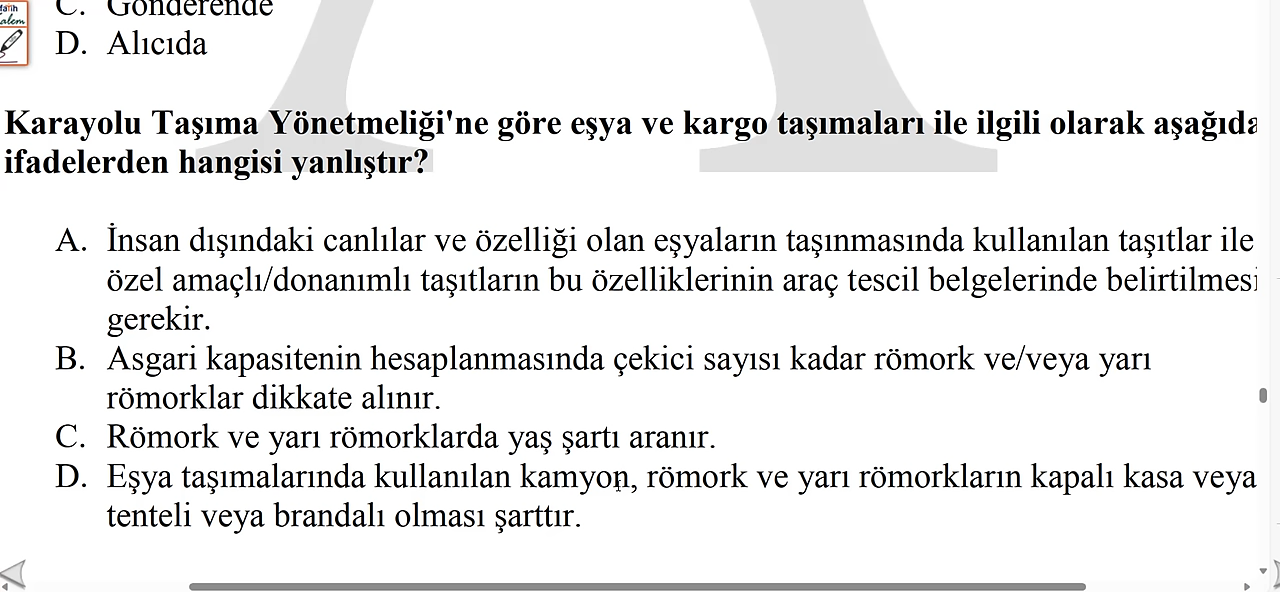 C. Gönderende
D. Alıcıda
Karayolu Taşıma Yönetmeliği'ne göre eşya ve kargo taşımaları ile ilgili olarak aşağıda
ifadelerden hangisi yanlıştır?
A. İnsan dışındaki canlılar ve özelliği olan eşyaların taşınmasında kullanılan taşıtlar ile
özel amaçlı/donanımlı taşıtların bu özelliklerinin araç tescil belgelerinde belirtilmesi
gerekir.
B. Asgari kapasitenin hesaplanmasında çekici sayısı kadar römork ve/veya yarı
römorklar dikkate alınır.
C. Römork ve yarı römorklarda yaş şartı aranır.
D. Eşya taşımalarında kullanılan kamyon, römork ve yarı römorkların kapalı kasa veya
tenteli veya brandalı olması şarttır.